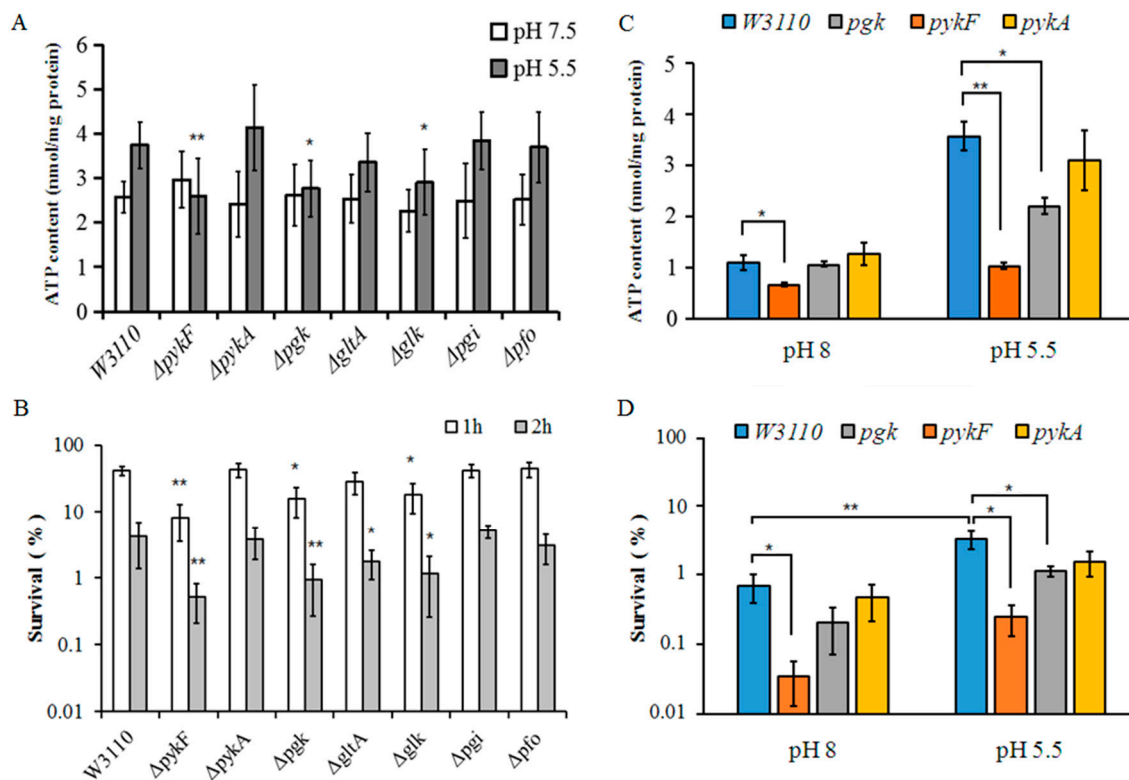 A
pH 7.5
pH 5.5
ATP content (nmol/mg protein)
6
5
4
3
2
1
0
**
*
*
W3110
ΔpykF
ΔpykA
Δpgk
ΔgltA
Δglk
Δpgi
Δpfo
C
W3110 pgk pykF pykA
ATP content (nmol/mg protein)
5
4
3
2
1
0
*
*
**
pH 8
pH 5.5
B
1h 2h
Survival ( % )
100
10
1
0.1
0.01
**
**
*
**
*
*
*
W3110
ΔpykF
ΔpykA
Δpgk
ΔgltA
Δglk
Δpgi
Δpfo
D
W3110 pgk pykF pykA
Survival ( % )
100
10
1
0.1
0.01
*
**
*
*
pH 8
pH 5.5